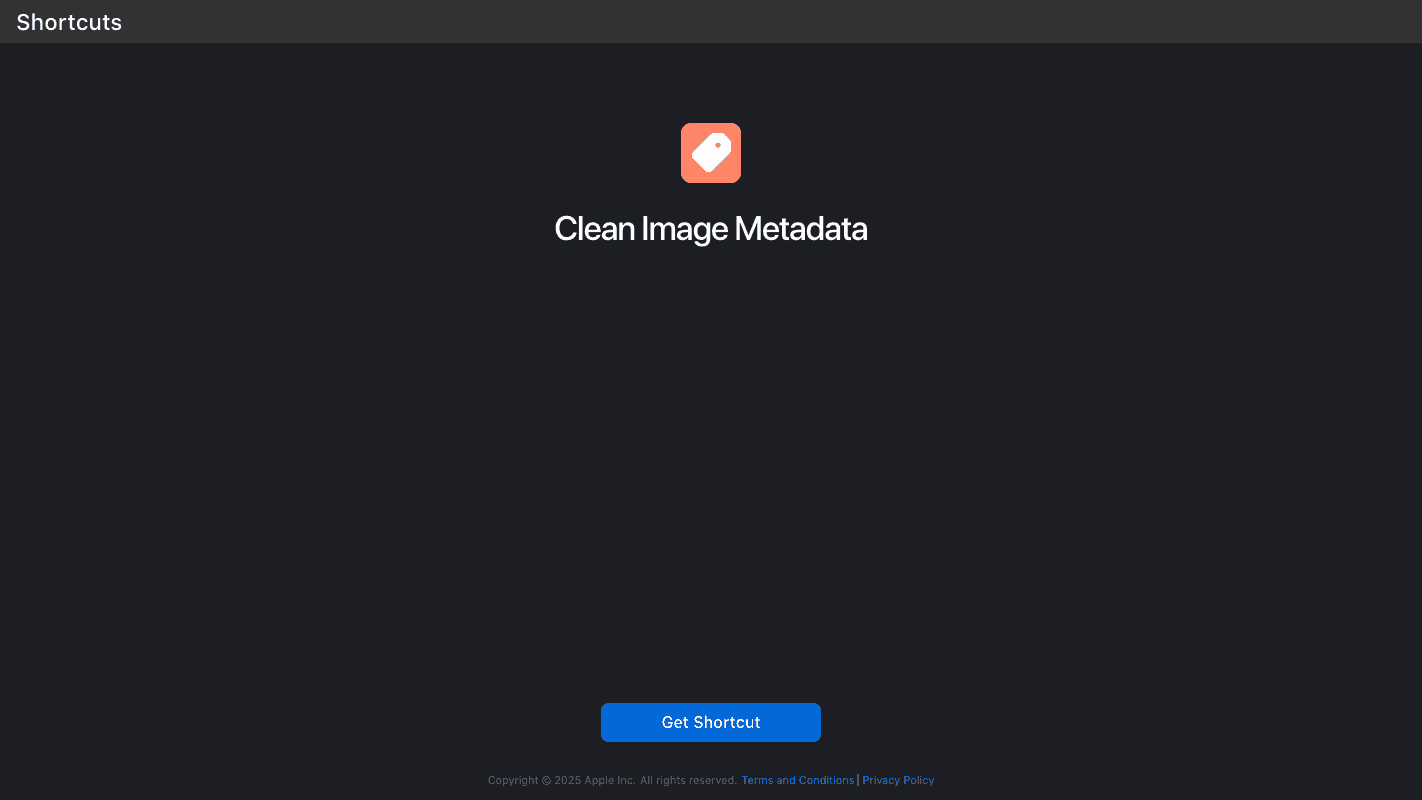 Shortcuts
Clean Image Metadata
Get Shortcut
Copyright © 2025 Apple Inc. All rights reserved. Terms and Conditions | Privacy Policy